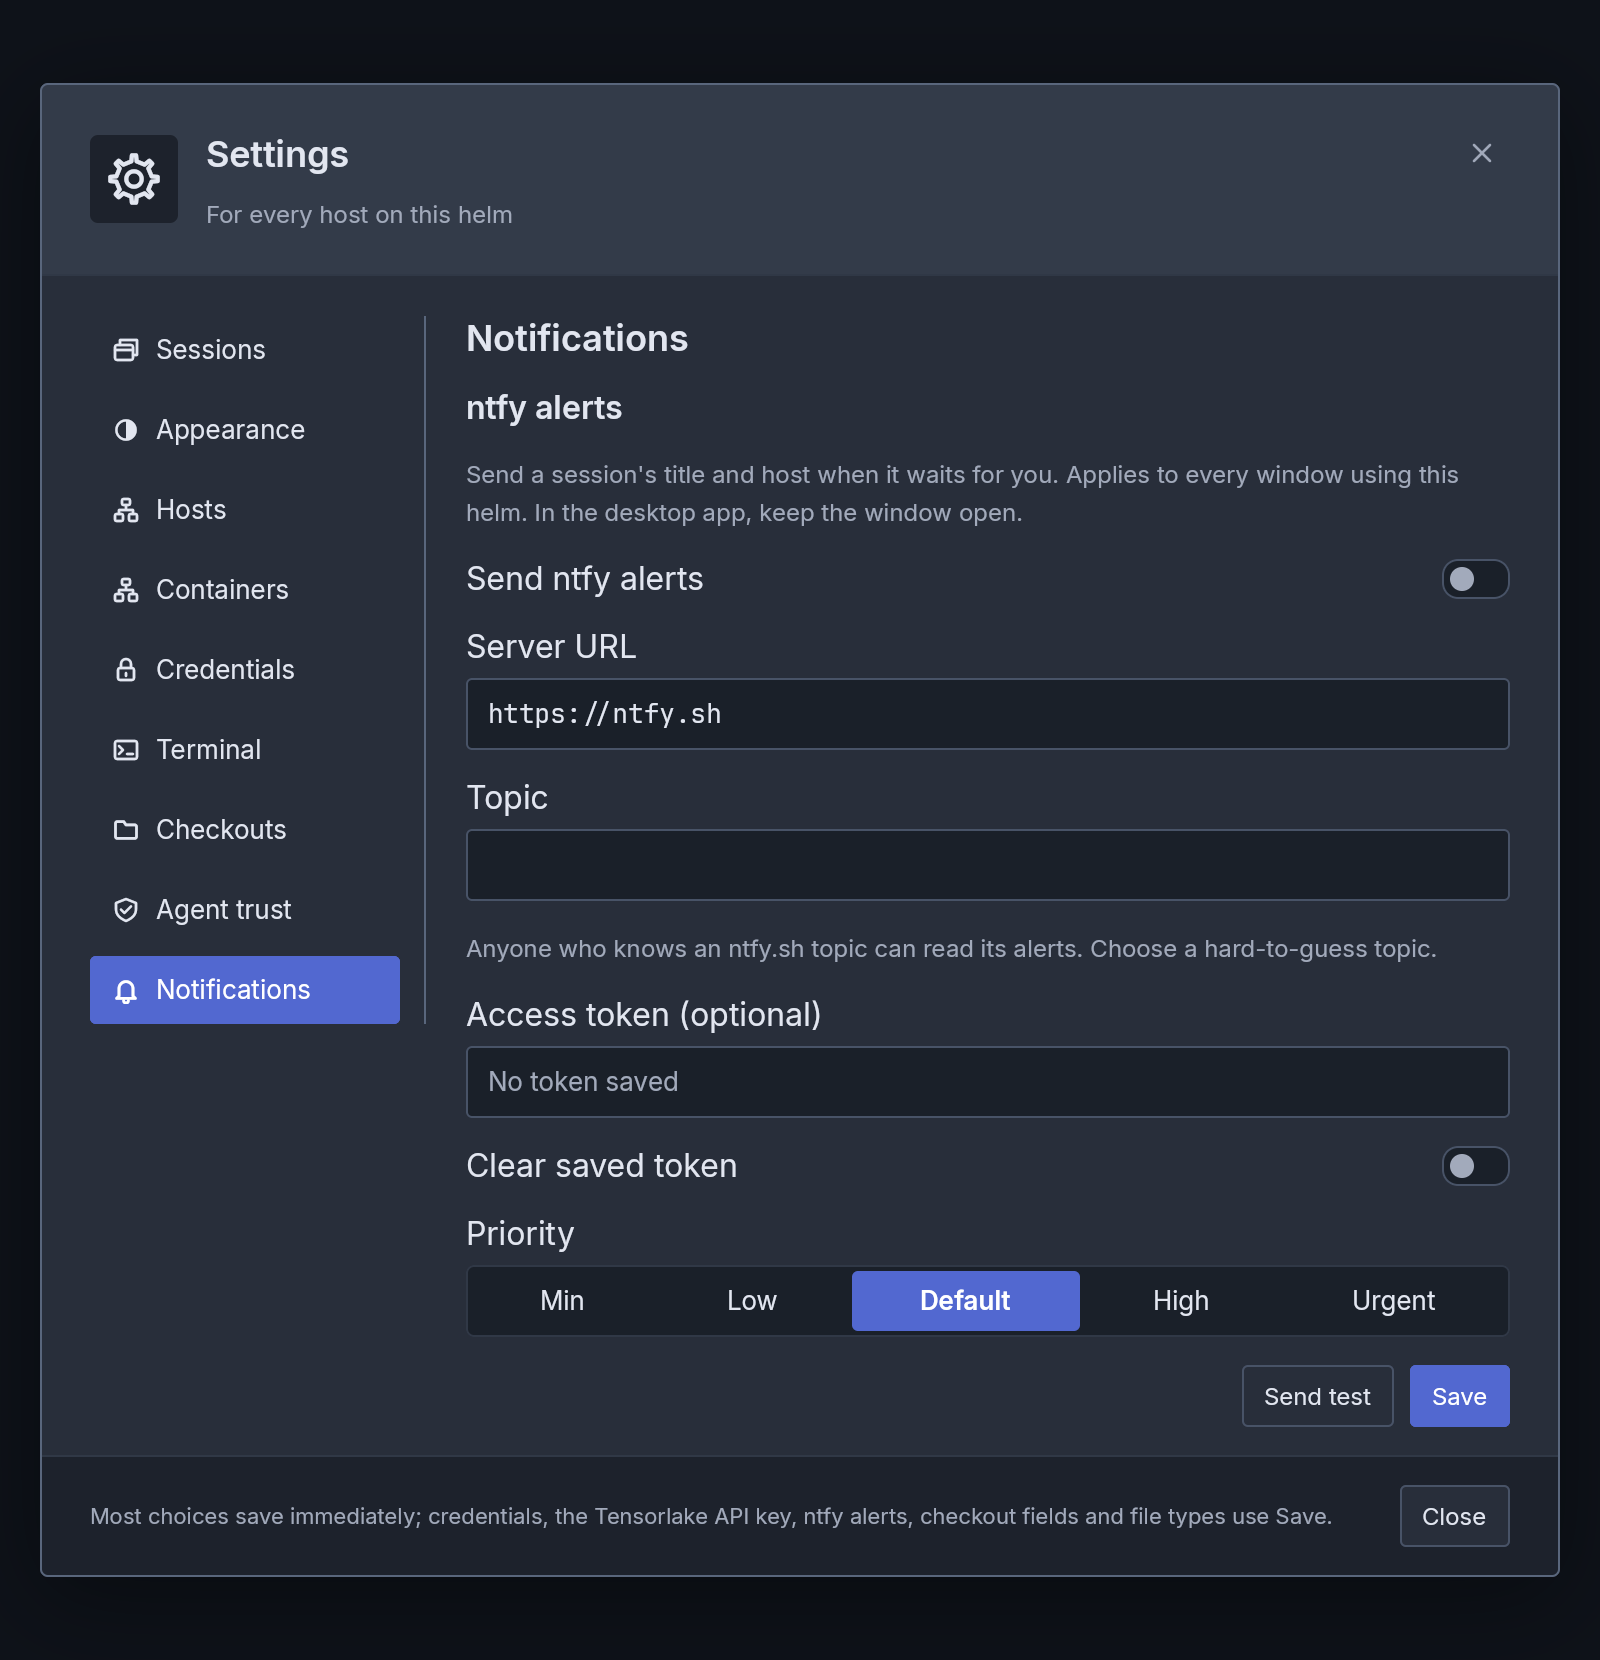 Settings
For every host on this helm
Sessions
Appearance
Hosts
Containers
Credentials
Terminal
Checkouts
Agent trust
Notifications
Notifications
ntfy alerts
Send a session's title and host when it waits for you. Applies to every window using this
helm. In the desktop app, keep the window open.
Send ntfy alerts
Server URL
https://ntfy.sh
Topic
Anyone who knows an ntfy.sh topic can read its alerts. Choose a hard-to-guess topic.
Access token (optional)
No token saved
Clear saved token
Priority
Min Low Default High Urgent
Send test Save
Most choices save immediately; credentials, the Tensorlake API key, ntfy alerts, checkout fields and file types use Save.
Close